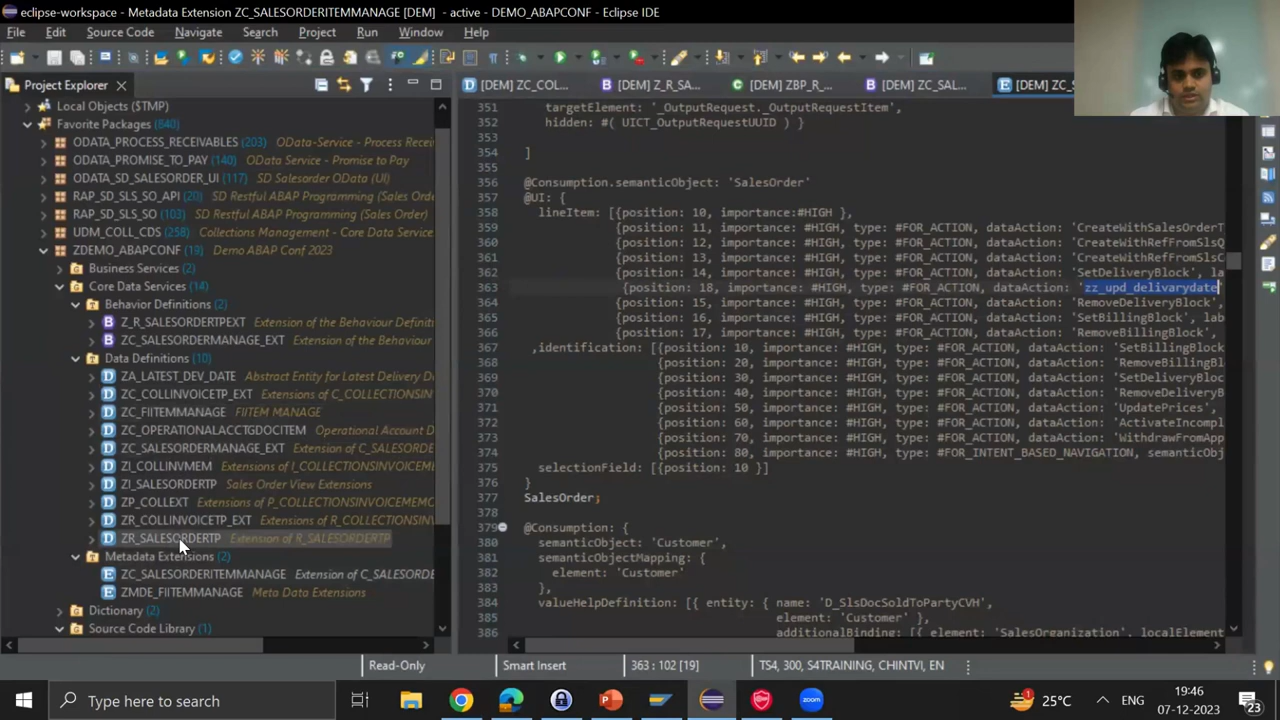 eclipse-workspace - Metadata Extension ZC_SALESORDERITEMMANAGE [DEM] - active - DEMO_ABAPCONF - Eclipse IDE
File Edit Source Code Navigate Search Project Run Window Help
Project Explorer
[DEM] ZC_COL...
[DEM] Z_R_SA...
[DEM] ZBP_R_...
[DEM] ZC_SAL...
[DEM] ZC_S
Local Objects ($TMP)
Favorite Packages (640)
ODATA_PROCESS_RECEIVABLES (203) OData-Service - Process Recei
ODATA_PROMISE_TO_PAY (140) OData Service - Promise to Pay
ODATA_SD_SALESORDER_UI (117) SalesOrder OData (UI)
RAP_SD_SLS_SO_API (20) SD Restful ABAP Programming (Sales Or
RAP_SD_SLS_SO (103) SD Restful ABAP Programming (Sales Order)
UDM_COLL_CDS (258) Collections Management - Core Data Service
ZDEMO_ABAPCONF (19) Demo ABAP Conf 2023
Business Services (2)
Core Data Services (14)
Behavior Definitions (2)
Z_R_SALESORDERTPEXT Extension of the Behaviour Definit
ZC_SALESORDERMANAGE_EXT Extension of the Behaviour
Data Definitions (10)
ZA_LATEST_DEV_DATE Abstract Entity for Latest Delivery D
ZC_COLLINVOICETP_EXT Extension of C_COLLECTIONSIN
ZC_FIITEMMANAGE FIITEM MANAGE
ZC_OPERATIONALACCTGDOCITEM Operational Account D
ZC_SALESORDERMANAGE_EXT Extension of C_SALESORDE
ZI_COLLINVMEM Extensions of I_COLLECTIONSINVOICEME
ZI_SALESORDERTP Sales Order View Extensions
ZP_COLLEXT Extensions of P_COLLECTIONSINVOICEMEMC
ZR_COLLINVOICETP_EXT Extensions of R_COLLECTIONSIN
ZR_SALESORDERTP Extension of R_SALESORDERTP
Metadata Extensions (2)
ZC_SALESORDERITEMMANAGE Extension of C_SALESORDE
ZMDE_FIITEMMANAGE Meta Data Extensions
Dictionary (2)
Source Code Library (1)
351 targetElement: '_OutputRequest._OutputRequestItem',
352 hidden: #( UICT_OutputRequestUUID ) }
353
354 ]
355
356 @Consumption.semanticObject: 'SalesOrder'
357 @UI: {
358 lineItem: [{position: 10, importance:#HIGH },
359 {position: 11, importance: #HIGH, type: #FOR_ACTION, dataAction: 'CreateWithSalesOrderT
360 {position: 12, importance: #HIGH, type: #FOR_ACTION, dataAction: 'CreateWithRefFromSlsQ
361 {position: 13, importance: #HIGH, type: #FOR_ACTION, dataAction: 'CreateWithRefFromSlsC
362 {position: 14, importance: #HIGH, type: #FOR_ACTION, dataAction: 'SetDeliveryBlock', la
363 {position: 18, importance: #HIGH, type: #FOR_ACTION, dataAction: 'zz_upd_delivarydate'
364 {position: 15, importance: #HIGH, type: #FOR_ACTION, dataAction: 'RemoveDeliveryBlock',
365 {position: 16, importance: #HIGH, type: #FOR_ACTION, dataAction: 'SetBillingBlock', lab
366 {position: 17, importance: #HIGH, type: #FOR_ACTION, dataAction: 'RemoveBillingBlock',
367 ,identification: [{position: 10, importance: #HIGH, type: #FOR_ACTION, dataAction: 'SetBillingBlock
368 {position: 20, importance: #HIGH, type: #FOR_ACTION, dataAction: 'RemoveBilli
369 {position: 30, importance: #HIGH, type: #FOR_ACTION, dataAction: 'SetDeliveryB
370 {position: 40, importance: #HIGH, type: #FOR_ACTION, dataAction: 'RemoveDelive
371 {position: 50, importance: #HIGH, type: #FOR_ACTION, dataAction: 'UpdatePrices',
372 {position: 60, importance: #HIGH, type: #FOR_ACTION, dataAction: 'ActivateIncompl
373 {position: 70, importance: #HIGH, type: #FOR_ACTION, dataAction: 'WithdrawFromApp
374 {position: 80, importance: #HIGH, type: #FOR_INTENT_BASED_NAVIGATION, semanticObj
375 selectionField: [{position: 10 }]
376 }
377 SalesOrder;
378
379 @Consumption: {
380 semanticObject: 'Customer',
381 semanticObjectMapping: {
382 element: 'Customer'
383 },
384 valueHelpDefinition: [{ entity: { name: 'D_SlsDocSoldToPartyCVH',
385 element: 'Customer' },
386 additionalBinding: [{ element: 'SalesOrganization', localElemen
Read-Only Smart Insert 363 : 102 [19] TS4, 300, S4TRAINING, CHINTVI, EN
Type here to search
1
25°C
ENG
19:46
07-12-2023
23